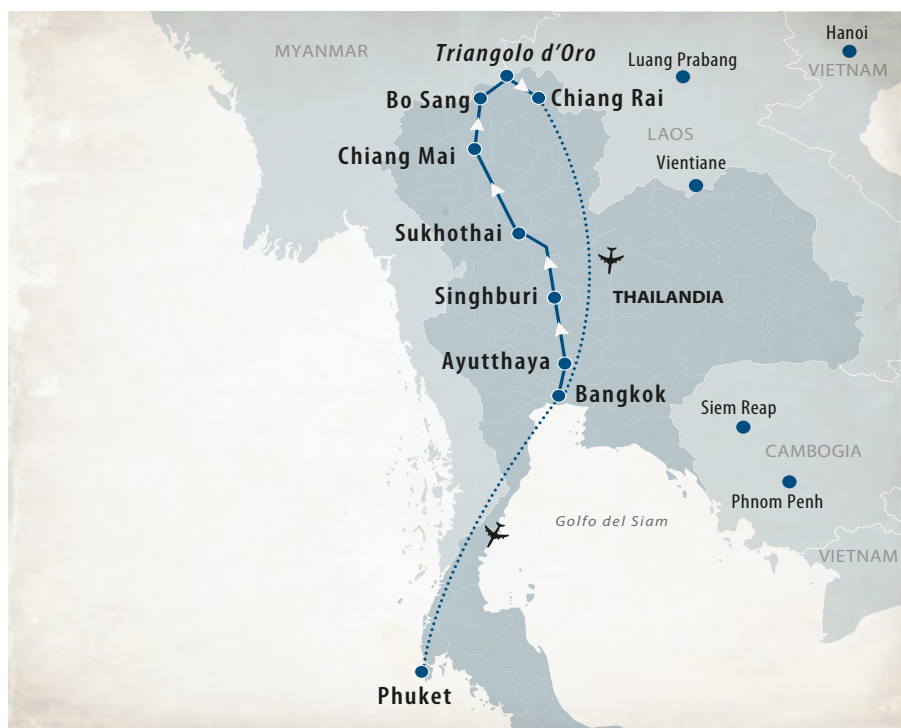 Hanoi
MYANMAR
Triangolo d'Oro
Luang Prabang
VIETNAM
Bo Sang
Chiang Rai
LAOS
Chiang Mai
Vientiane
Sukhothai
Singhburi
THAILANDIA
Ayutthaya
Bangkok
Siem Reap
CAMBOGIA
Phnom Penh
Golfo del Siam
VIETNAM
Phuket